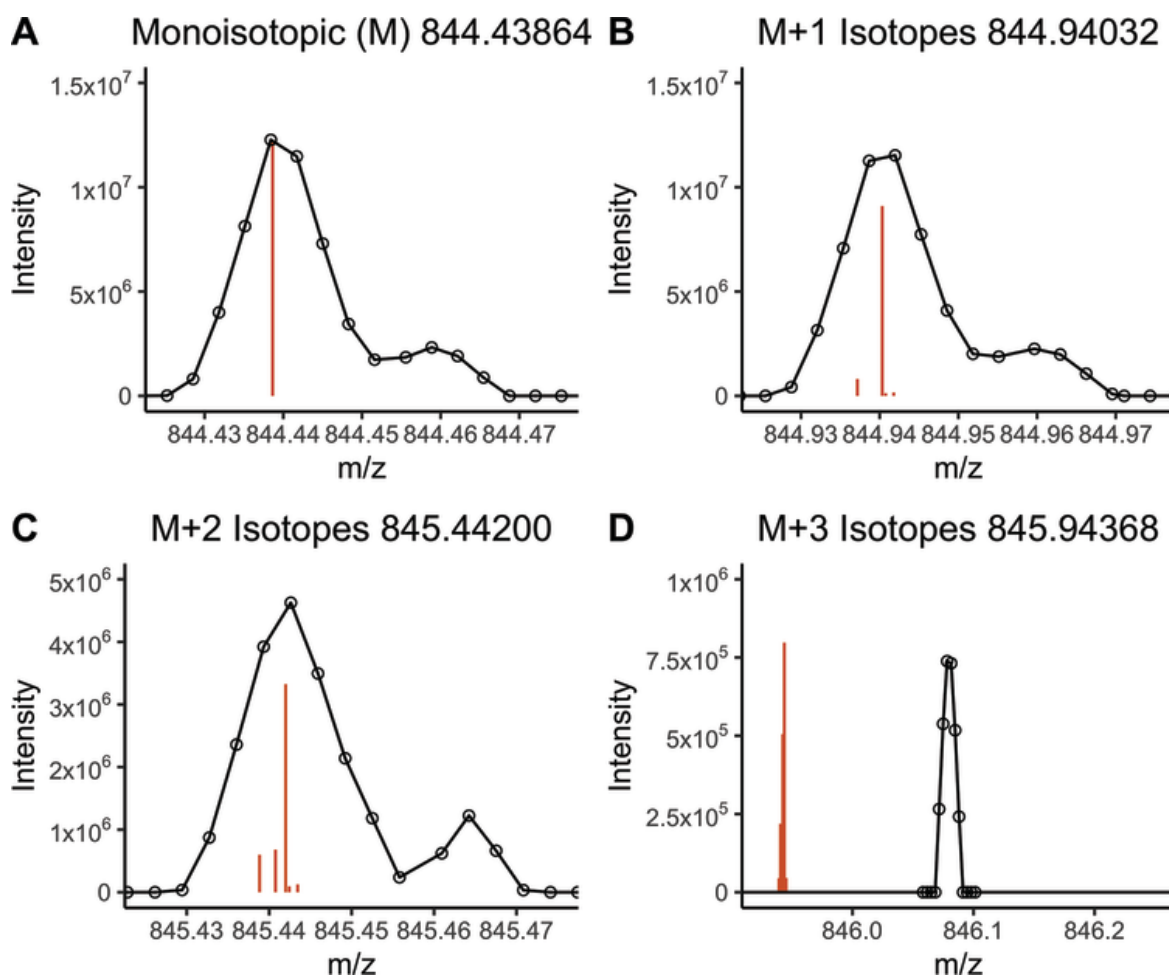 A Monoisotopic (M) 844.43864
1.5x10⁷
1x10⁷
5x10⁶
0
Intensity
844.43 844.44 844.45 844.46 844.47
m/z
B M+1 Isotopes 844.94032
1.5x10⁷
1x10⁷
5x10⁶
0
Intensity
844.93 844.94 844.95 844.96 844.97
m/z
C M+2 Isotopes 845.44200
5x10⁶
4x10⁶
3x10⁶
2x10⁶
1x10⁶
0
Intensity
845.43 845.44 845.45 845.46 845.47
m/z
D M+3 Isotopes 845.94368
1x10⁶
7.5x10⁵
5x10⁵
2.5x10⁵
0
Intensity
846.0 846.1 846.2
m/z